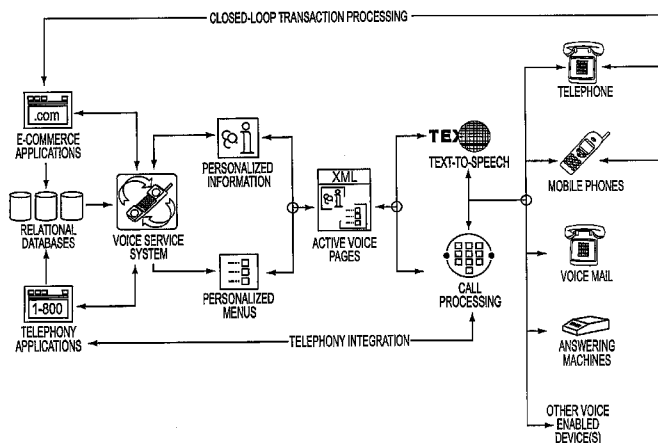 CLOSED-LOOP TRANSACTION PROCESSING
.com
E-COMMERCE
APPLICATIONS
RELATIONAL
DATABASES
1-800
TELEPHONY
APPLICATIONS
VOICE SERVICE
SYSTEM
i
PERSONALIZED
INFORMATION
PERSONALIZED
MENUS
XML
i
ACTIVE VOICE
PAGES
TEX
TEXT-TO-SPEECH
CALL
PROCESSING
TELEPHONY INTEGRATION
TELEPHONE
MOBILE PHONES
VOICE MAIL
ANSWERING
MACHINES
OTHER VOICE
ENABLED
DEVICE(S)